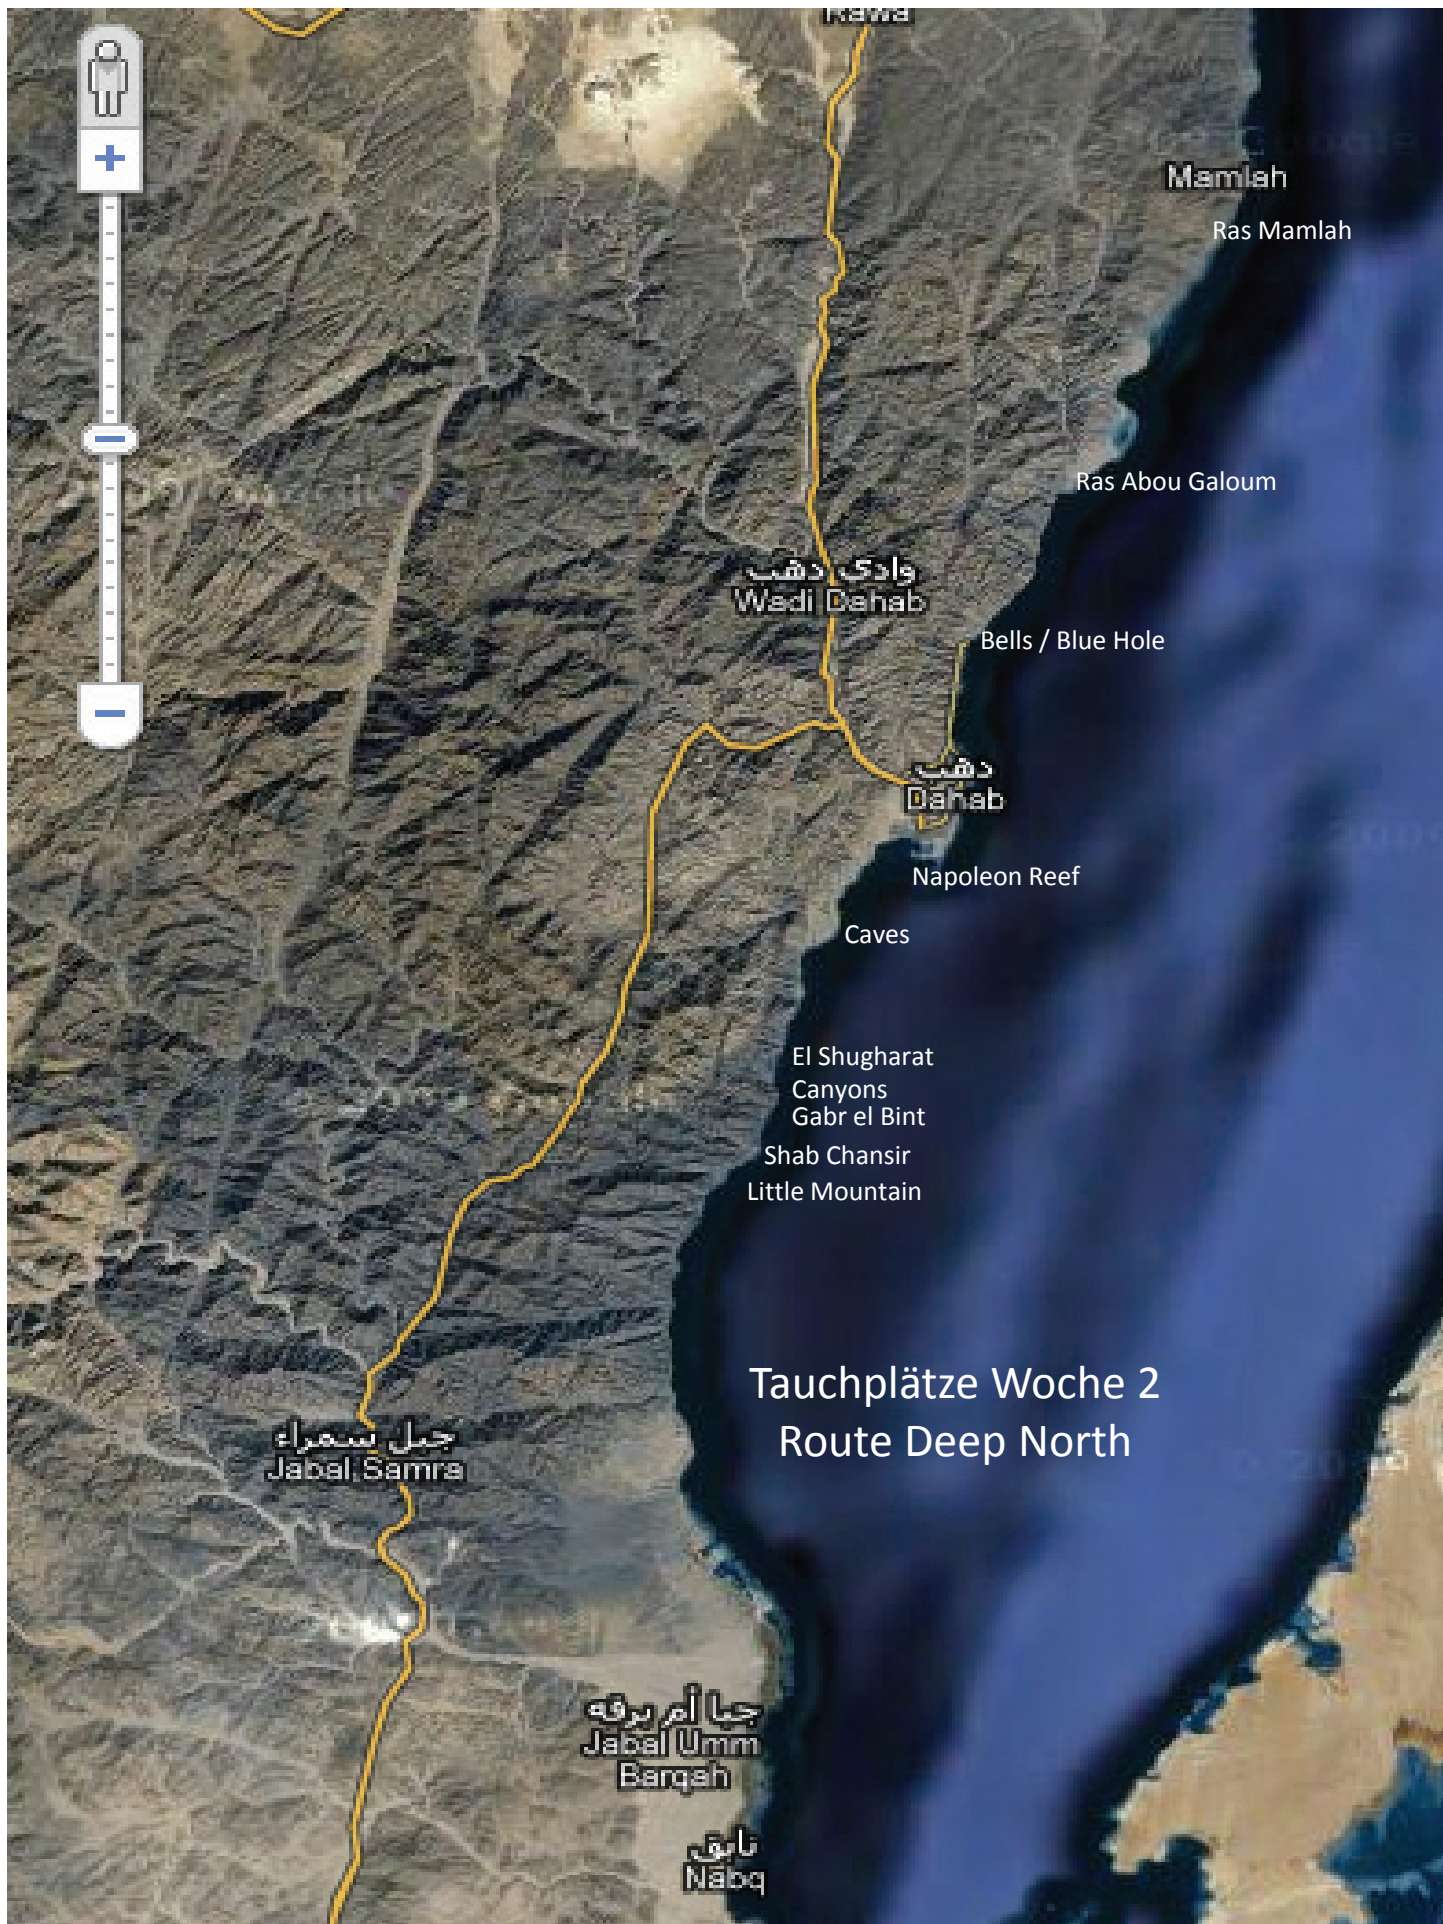 Rawa
Mamlah
Ras Mamlah
Ras Abou Galoum
وادي دهب
Wadi Dahab
Bells / Blue Hole
دهب
Dahab
Napoleon Reef
Caves
El Shugharat
Canyons
Gabr el Bint
Shab Chansir
Little Mountain
Tauchplätze Woche 2
Route Deep North
جبل سمراء
Jabal Samra
جبا أم برقه
Jabal Umm
Barqah
نابق
Nabq